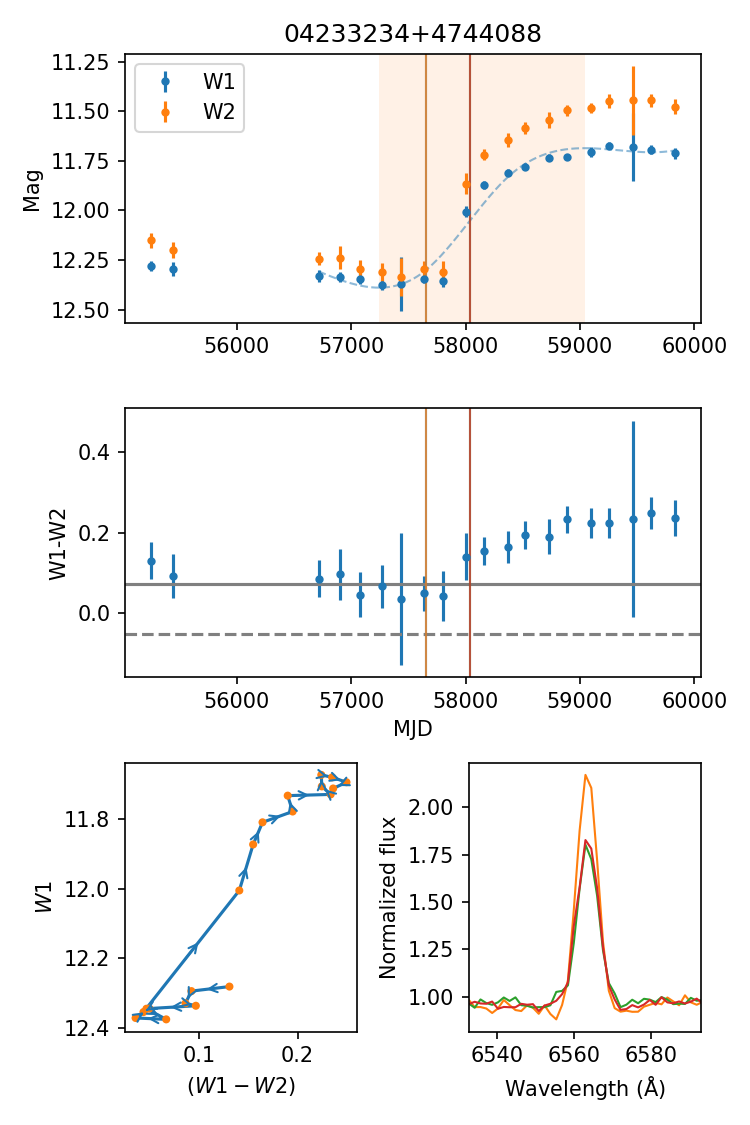 04233234+4744088
11.25
11.50
11.75
12.00
12.25
12.50
Mag
W1
W2
56000 57000 58000 59000 60000
0.4
0.2
0.0
W1-W2
56000 57000 58000 59000 60000
MJD
11.8
12.0
12.2
12.4
W1
0.1 0.2
(W1 − W2)
2.00
1.75
1.50
1.25
1.00
Normalized flux
6540 6560 6580
Wavelength (Å)